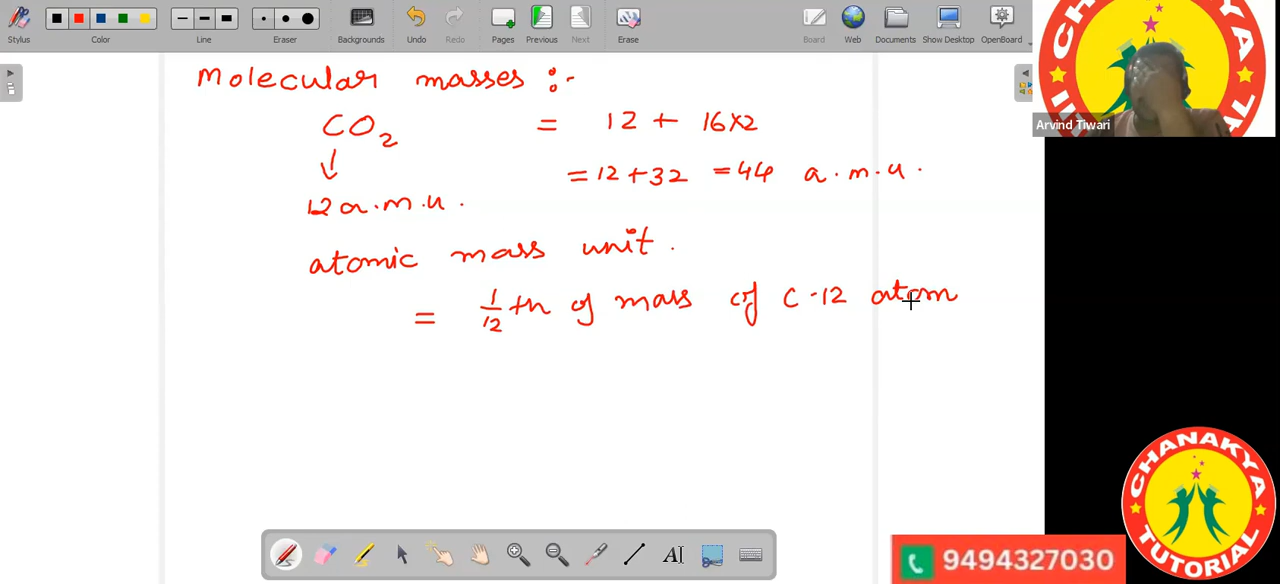 Stylus
Color
Line
Eraser
Backgrounds
Undo
Redo
Pages
Previous
Next
Erase
Board
Web
Documents
Show Desktop
OpenBoard
Arvind Tiwari
Molecular masses :-
CO2 = 12 + 16x2
= 12 + 32 = 44 a.m.u.
12 a.m.u.
atomic mass unit.
= 1/12 th of mass of C-12 atom
CHANAKYA
TUTORIAL
9494327030